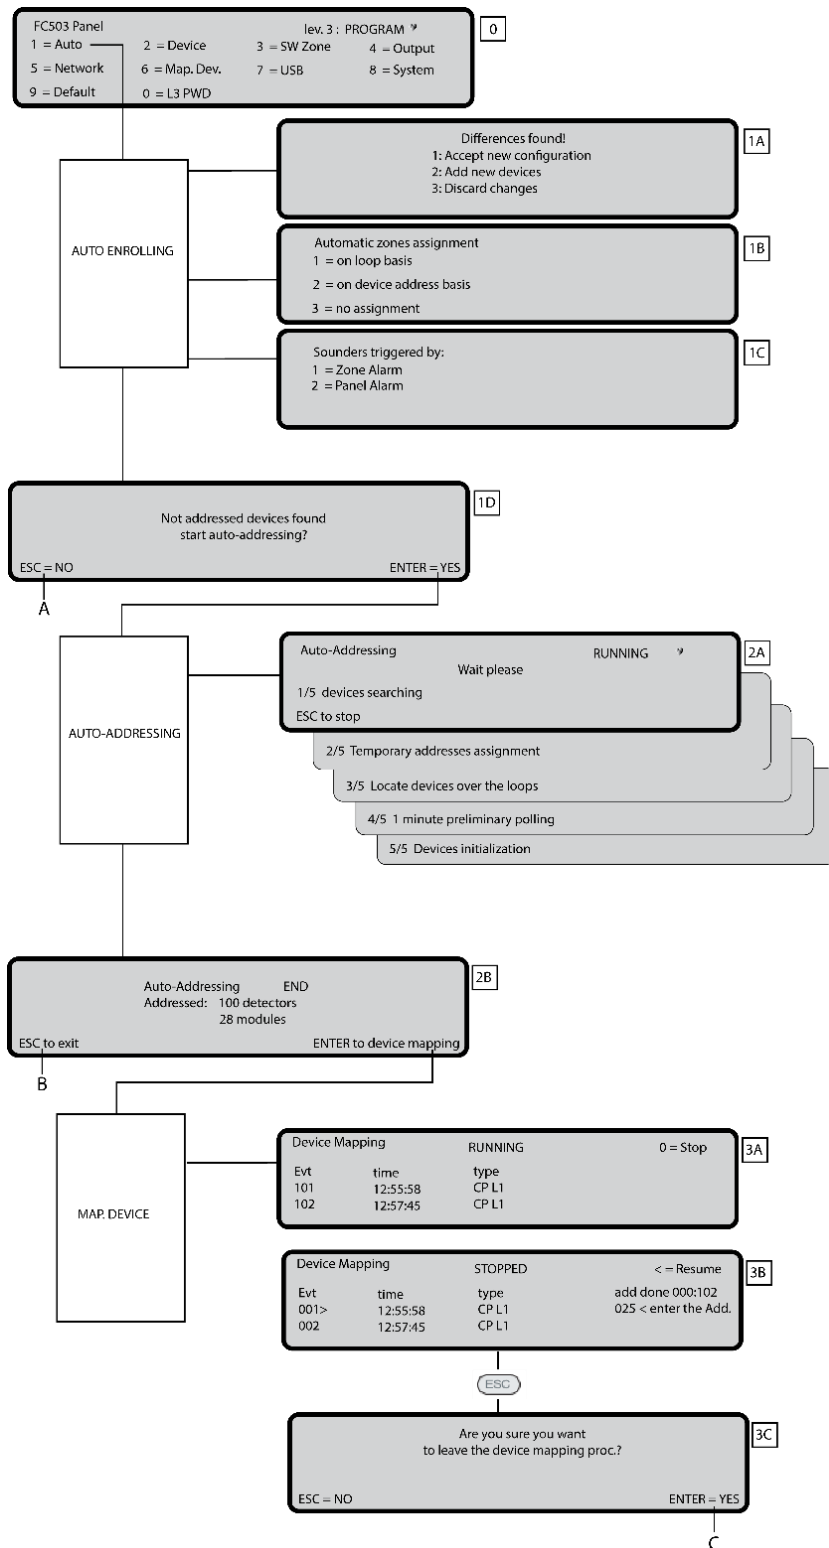 FC503 Panel lev. 3 : PROGRAM
0
1 = Auto 2 = Device 3 = SW Zone 4 = Output
5 = Network 6 = Map. Dev. 7 = USB 8 = System
9 = Default 0 = L3 PWD
AUTO ENROLLING
Differences found!
1: Accept new configuration
2: Add new devices
3: Discard changes
1A
Automatic zones assignment
1 = on loop basis
2 = on device address basis
3 = no assignment
1B
Sounders triggered by:
1 = Zone Alarm
2 = Panel Alarm
1C
Not addressed devices found
start auto-addressing?
ESC = NO ENTER = YES
1D
A
AUTO-ADDRESSING
Auto-Addressing RUNNING
Wait please
1/5 devices searching
ESC to stop
2A
2/5 Temporary addresses assignment
3/5 Locate devices over the loops
4/5 1 minute preliminary polling
5/5 Devices initialization
Auto-Addressing END
Addressed: 100 detectors
28 modules
ESC to exit ENTER to device mapping
2B
B
MAP. DEVICE
Device Mapping RUNNING 0 = Stop
Evt time type
101 12:55:58 CP L1
102 12:57:45 CP L1
3A
Device Mapping STOPPED < = Resume
Evt time type add done 000:102
001> 12:55:58 CP L1 025 < enter the Add.
002 12:57:45 CP L1
3B
ESC
Are you sure you want
to leave the device mapping proc.?
ESC = NO ENTER = YES
3C
C